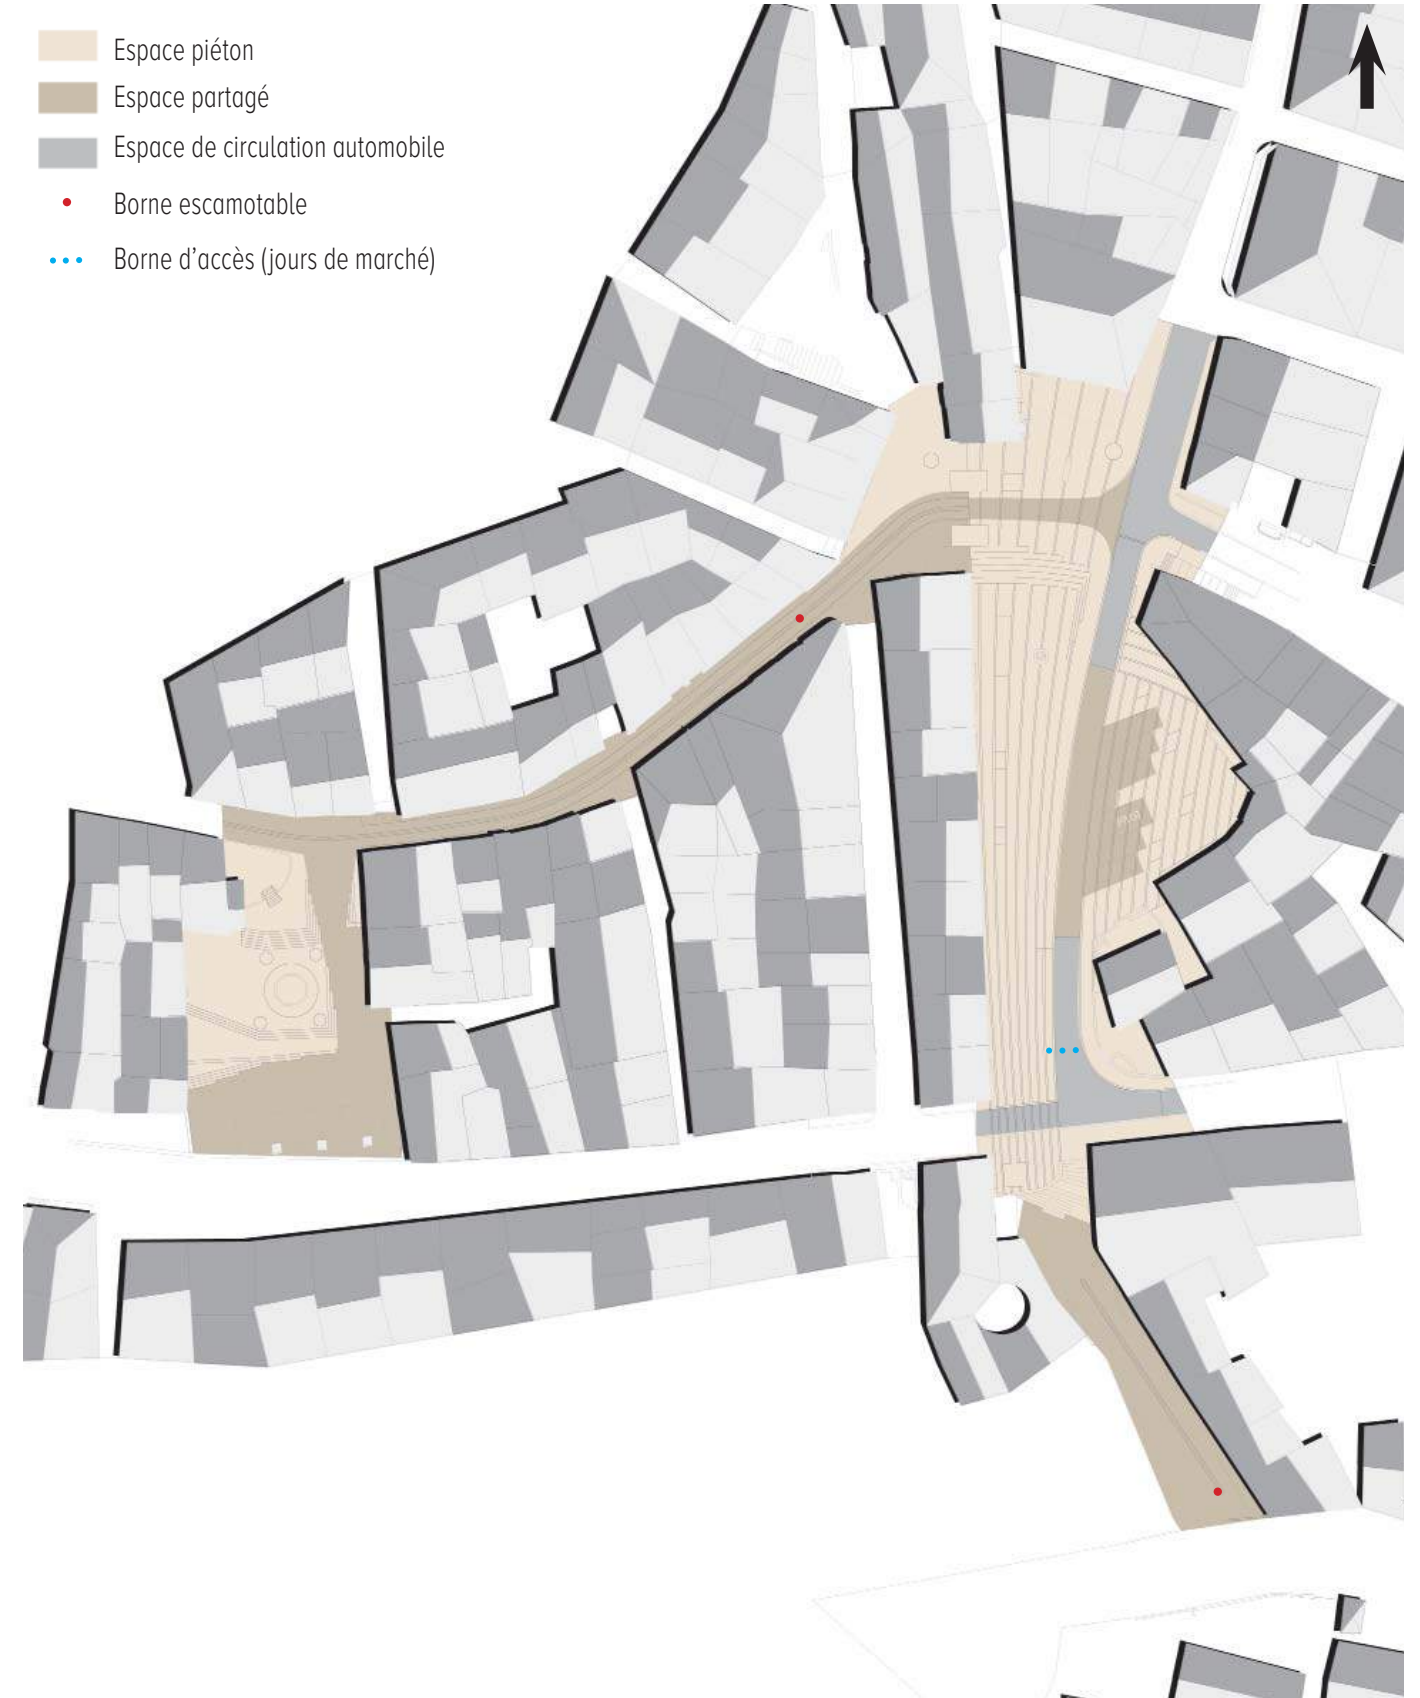 Espace piéton
Espace partagé
Espace de circulation automobile
Borne escamotable
Borne d'accès (jours de marché)